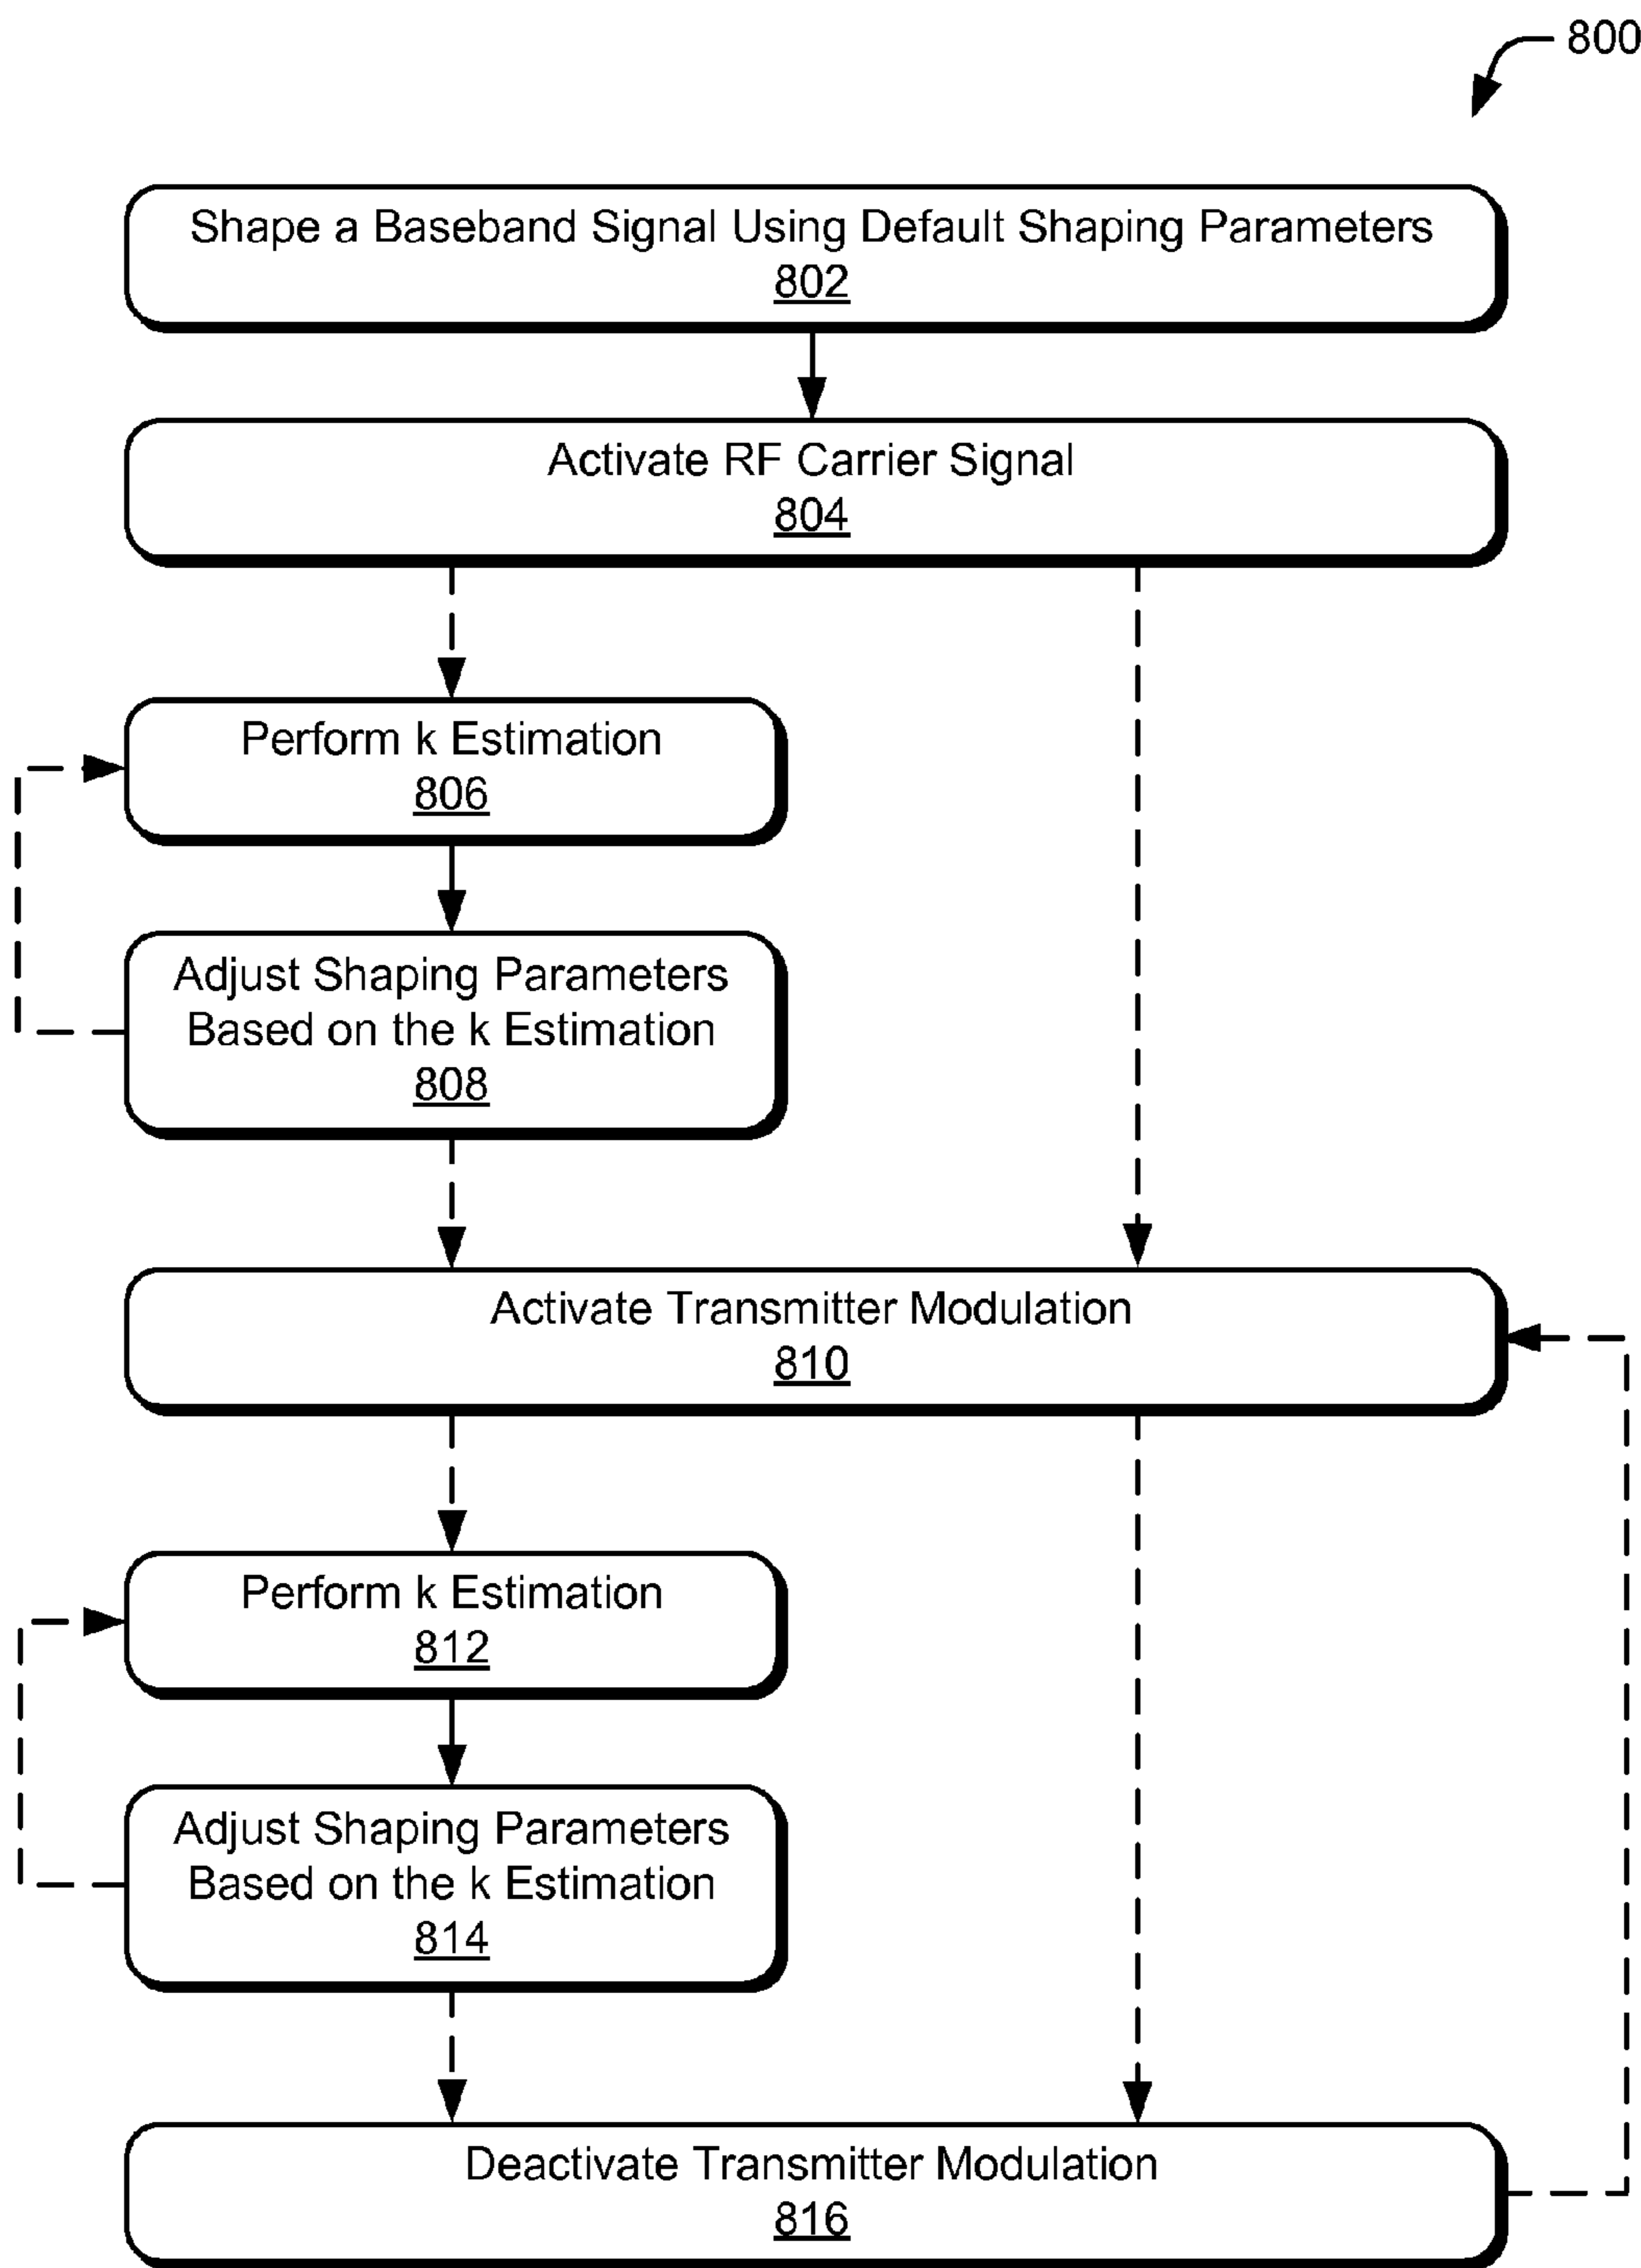 800
Shape a Baseband Signal Using Default Shaping Parameters
802
Activate RF Carrier Signal
804
Perform k Estimation
806
Adjust Shaping Parameters
Based on the k Estimation
808
Activate Transmitter Modulation
810
Perform k Estimation
812
Adjust Shaping Parameters
Based on the k Estimation
814
Deactivate Transmitter Modulation
816